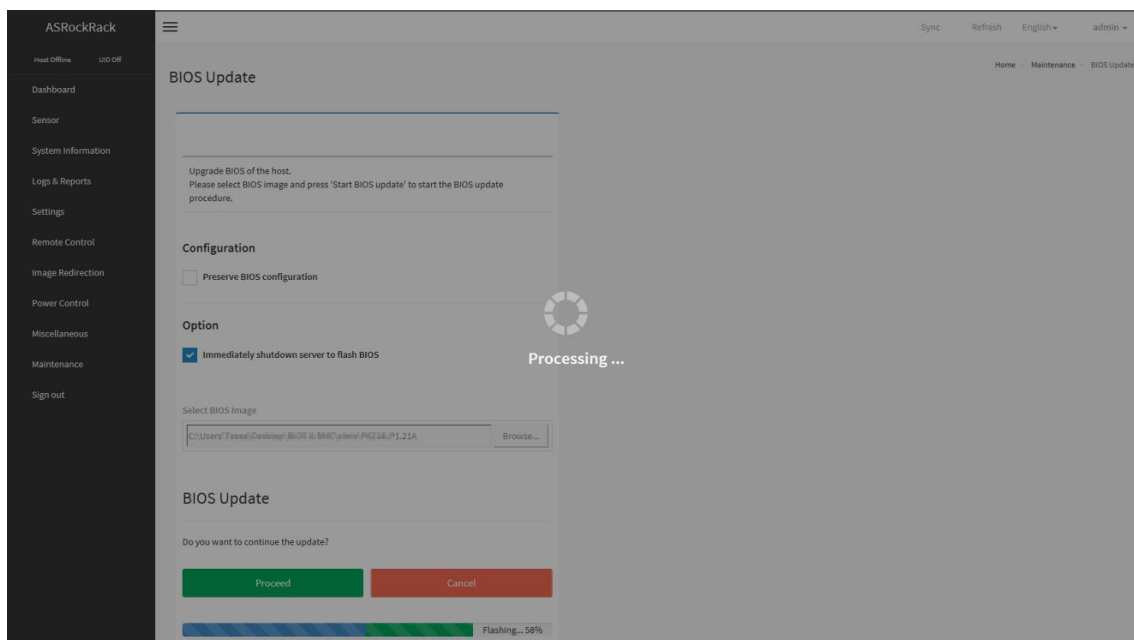 ASRockRack
Sync Refresh English admin
Host Offline UID Off
Home Maintenance BIOS Update
BIOS Update
Dashboard
Sensor
System Information
Logs & Reports
Settings
Remote Control
Image Redirection
Power Control
Miscellaneous
Maintenance
Sign out
Upgrade BIOS of the host.
Please select BIOS image and press 'Start BIOS update' to start the BIOS update
procedure.
Configuration
Preserve BIOS configuration
Option
Immediately shutdown server to flash BIOS
Processing ...
Select BIOS Image
C:\Users\ P1.21A Browse...
BIOS Update
Do you want to continue the update?
Proceed Cancel
Flashing... 58%